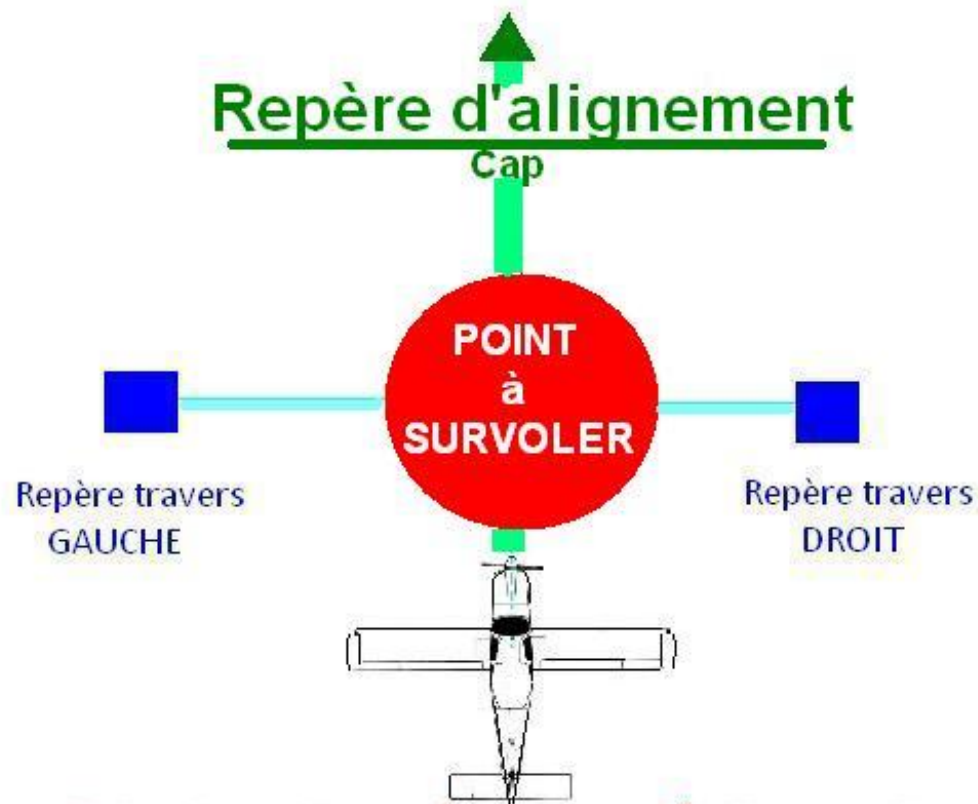 Repère d'alignement
Cap
POINT
à
SURVOLER
Repère travers
GAUCHE
Repère travers
DROIT